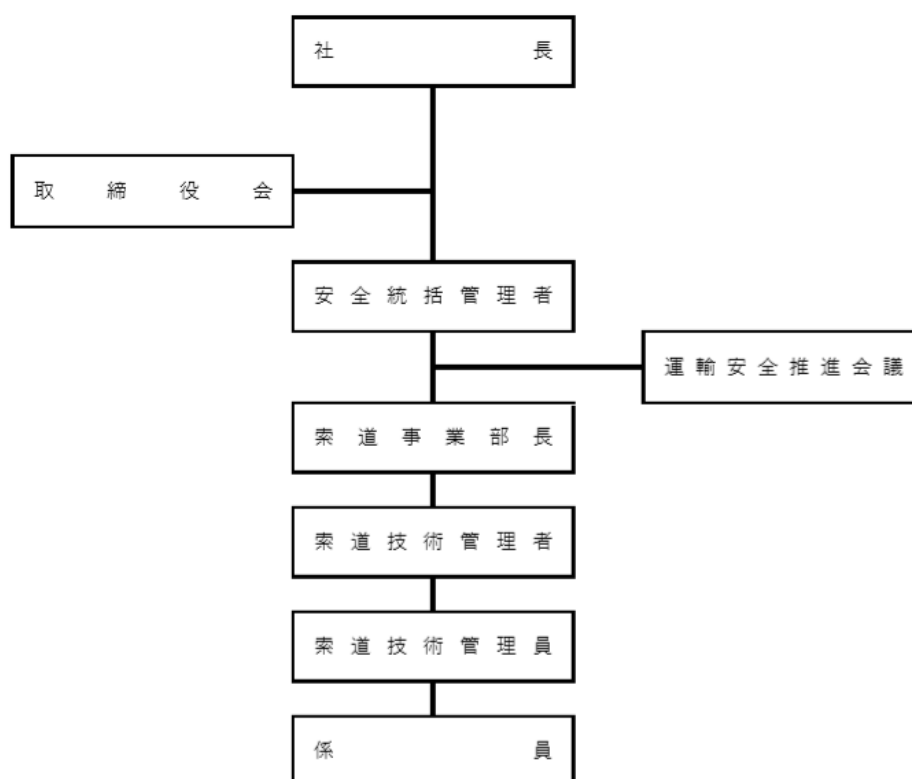 社長
取締役会
安全統括管理者
運輸安全推進会議
索道事業部長
索道技術管理者
索道技術管理員
係員